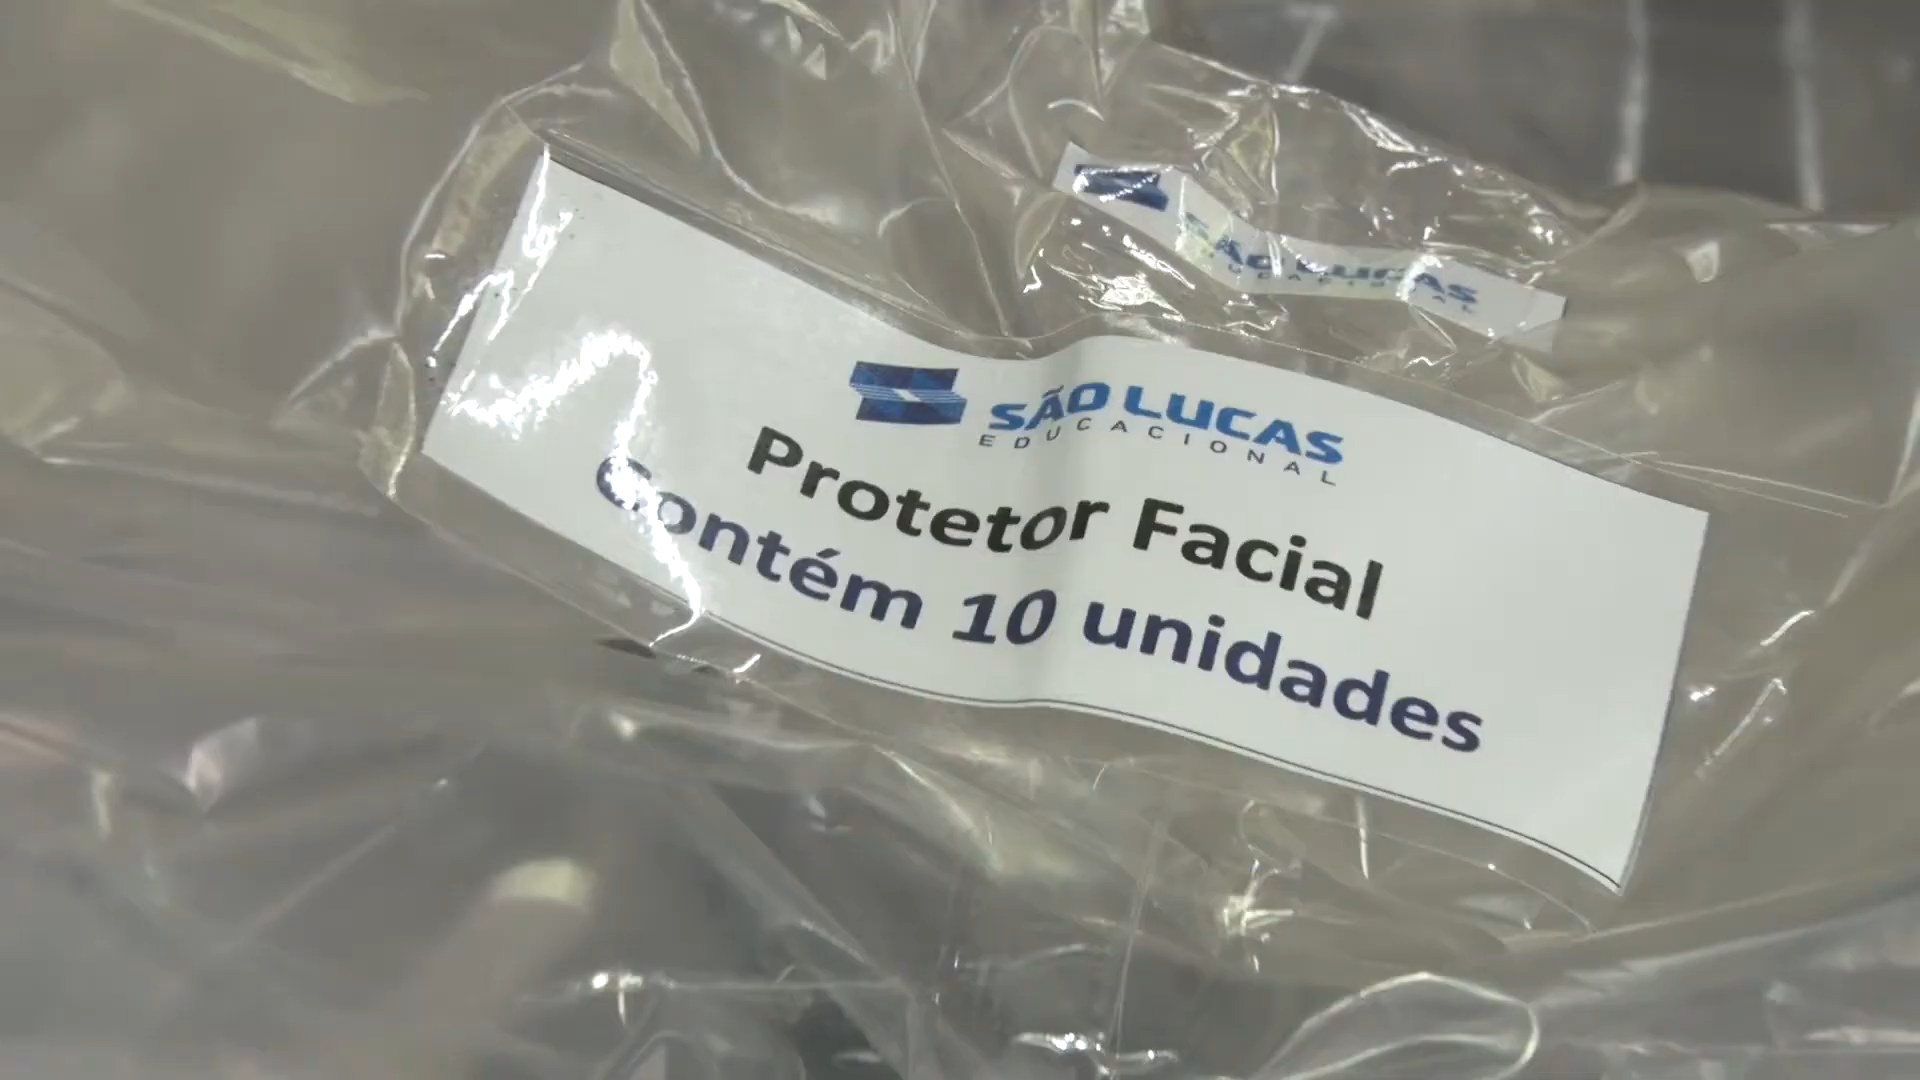 SÃO LUCAS
SÃO LUCAS
EDUCACIONAL
Protetor Facial
Contém 10 unidades